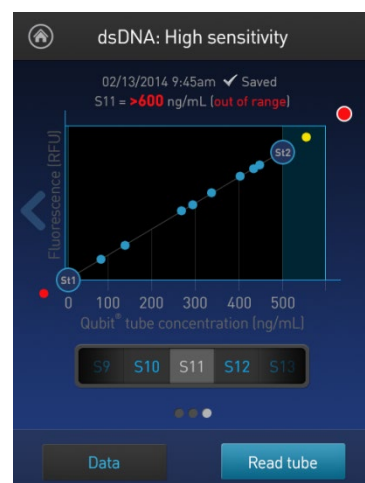 dsDNA: High sensitivity
02/13/2014 9:45am ✓ Saved
S11 = >600 ng/mL (out of range)
Fluorescence (RFU)
St2
St1
0 100 200 300 400 500
Qubit® tube concentration (ng/mL)
S9 S10 S11 S12 S13
Data Read tube